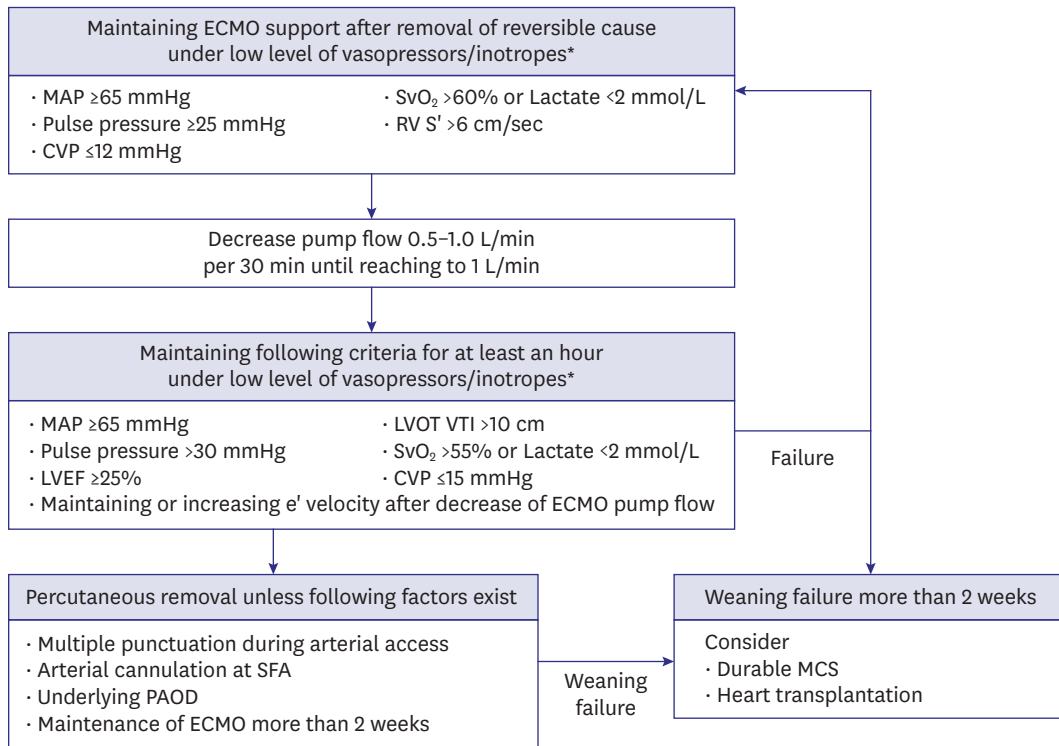 Maintaining ECMO support after removal of reversible cause
under low level of vasopressors/inotropes*
· MAP ≥65 mmHg
· Pulse pressure ≥25 mmHg
· CVP ≤12 mmHg
· SvO₂ >60% or Lactate <2 mmol/L
· RV S' >6 cm/sec
Decrease pump flow 0.5–1.0 L/min
per 30 min until reaching to 1 L/min
Maintaining following criteria for at least an hour
under low level of vasopressors/inotropes*
· MAP ≥65 mmHg
· Pulse pressure >30 mmHg
· LVEF ≥25%
· LVOT VTI >10 cm
· SvO₂ >55% or Lactate <2 mmol/L
· CVP ≤15 mmHg
· Maintaining or increasing e' velocity after decrease of ECMO pump flow
Failure
Percutaneous removal unless following factors exist
· Multiple punctuation during arterial access
· Arterial cannulation at SFA
· Underlying PAOD
· Maintenance of ECMO more than 2 weeks
Weaning
failure
Weaning failure more than 2 weeks
Consider
· Durable MCS
· Heart transplantation